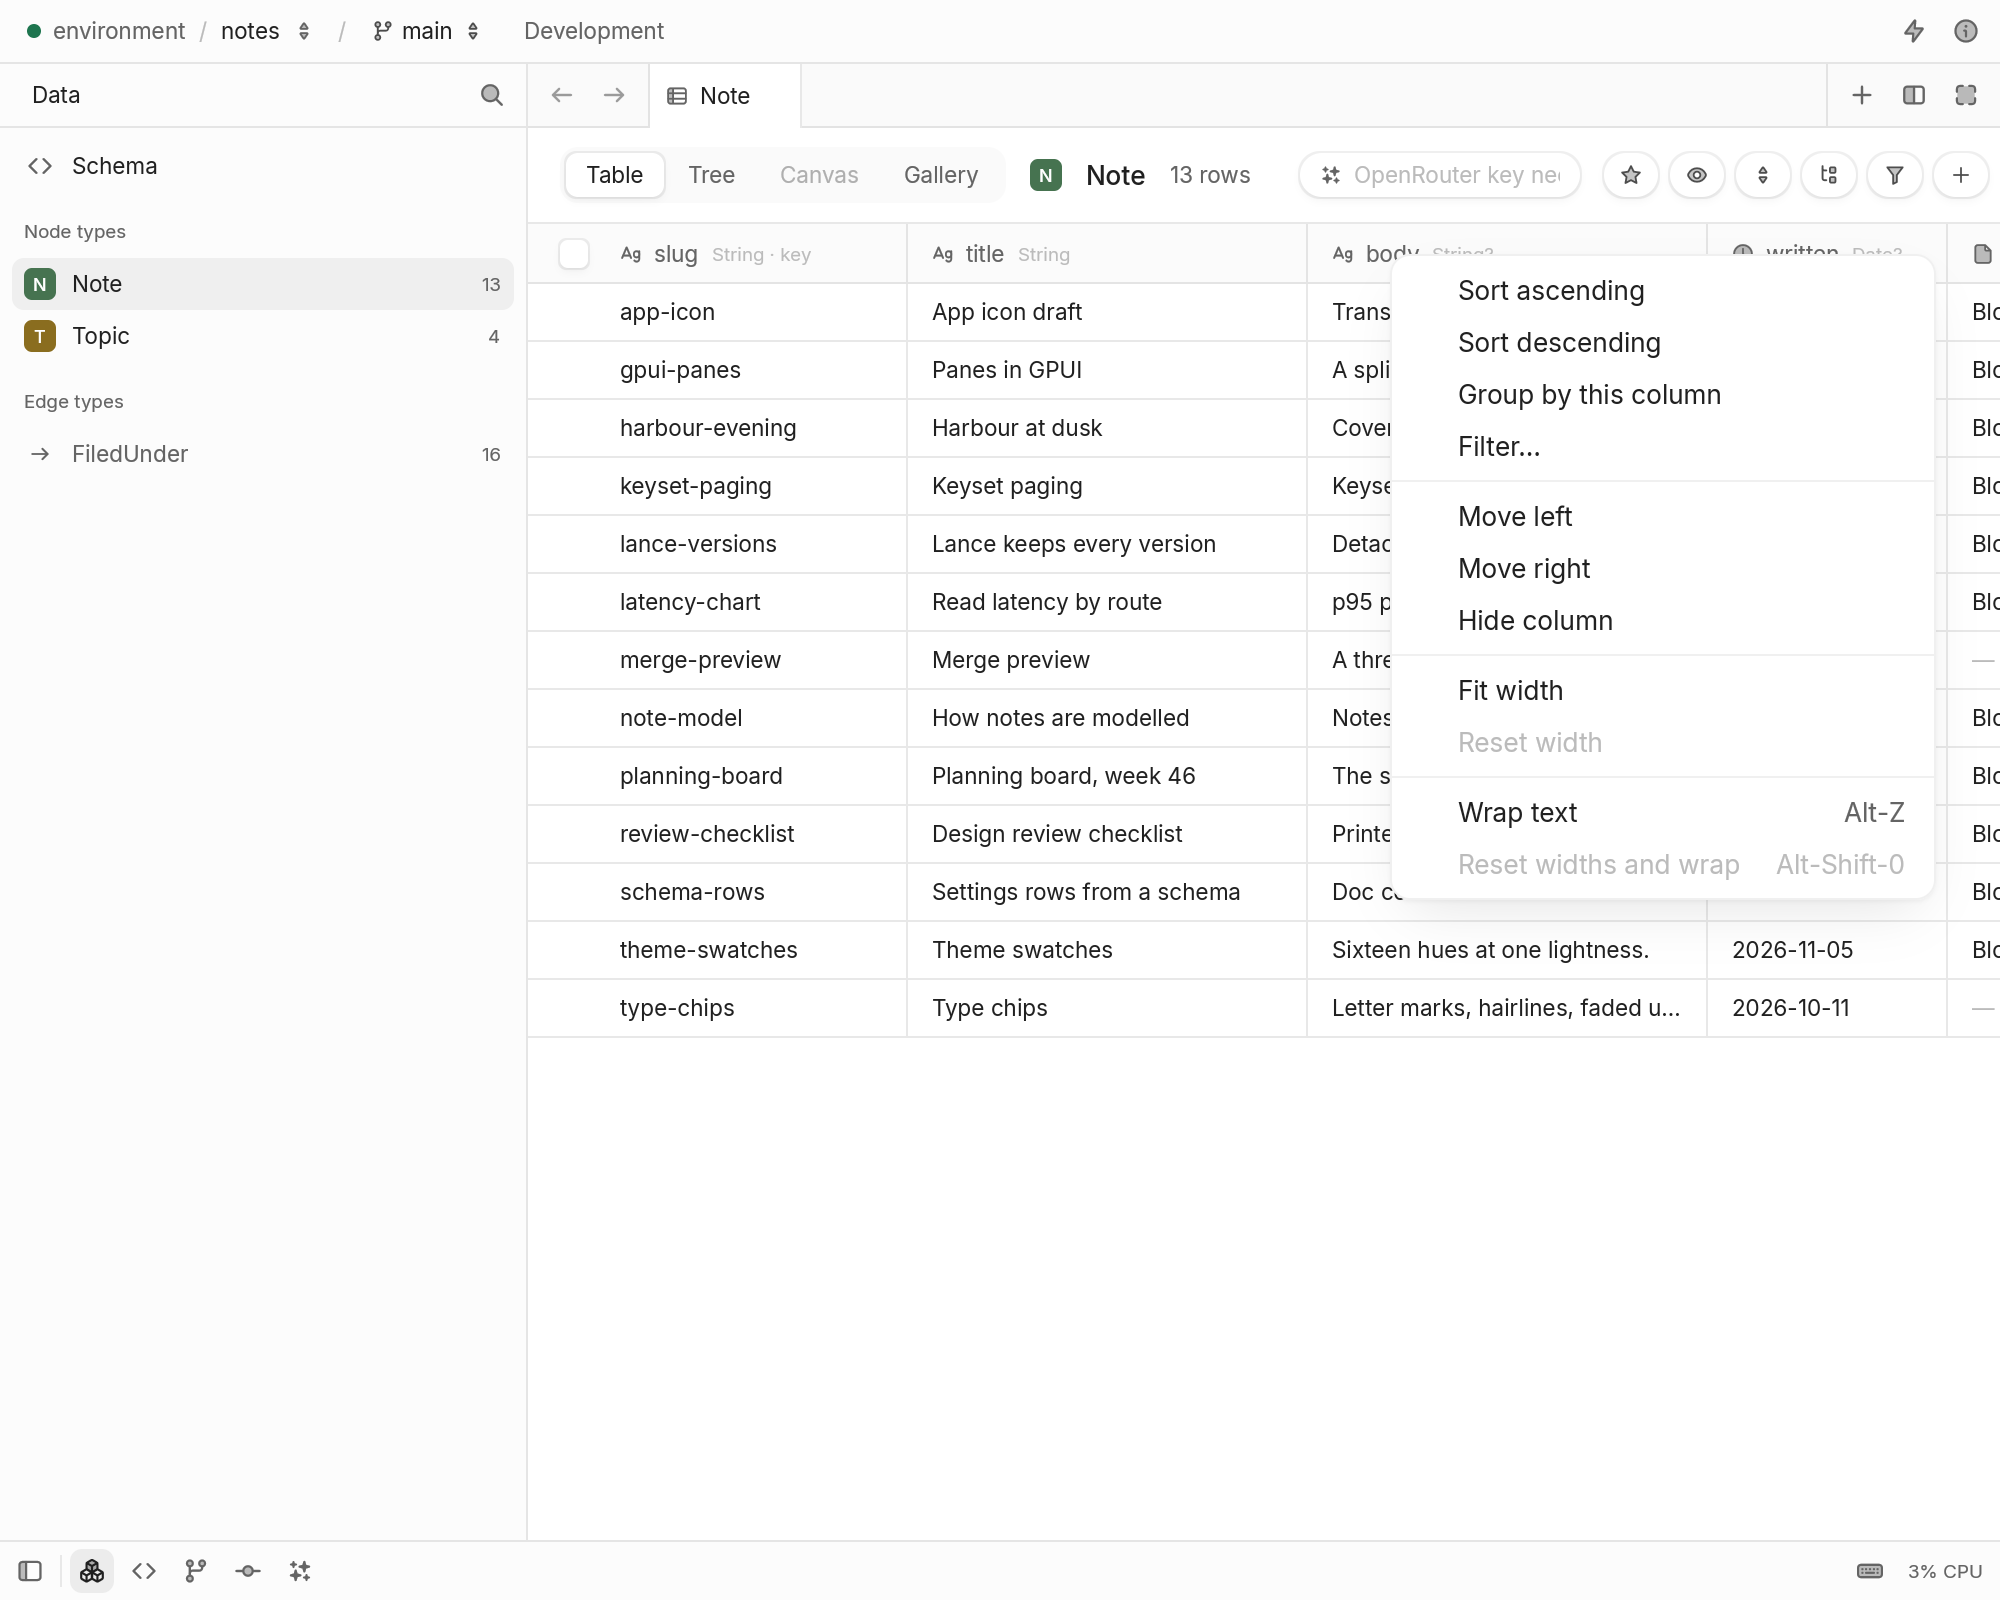 environment / notes / main Development
Data
Note
Schema
Table Tree Canvas Gallery
N Note 13 rows
OpenRouter key
Node types
N Note 13
T Topic 4
Edge types
FiledUnder 16
Ag slug String · key Ag title String Ag body String? written Date?
app-icon App icon draft
gpui-panes Panes in GPUI A
harbour-evening Harbour at dusk
keyset-paging Keyset paging
lance-versions Lance keeps every version
latency-chart Read latency by route p95
merge-preview Merge preview A —
note-model How notes are modelled Notes
planning-board Planning board, week 46 The
review-checklist Design review checklist
schema-rows Settings rows from a schema Doc
theme-swatches Theme swatches Sixteen hues at one lightness. 2026-11-05
type-chips Type chips Letter marks, hairlines, faded u… 2026-10-11 —
Sort ascending
Sort descending
Group by this column
Filter…
Move left
Move right
Hide column
Fit width
Reset width
Wrap text Alt-Z
Reset widths and wrap Alt-Shift-0
3% CPU